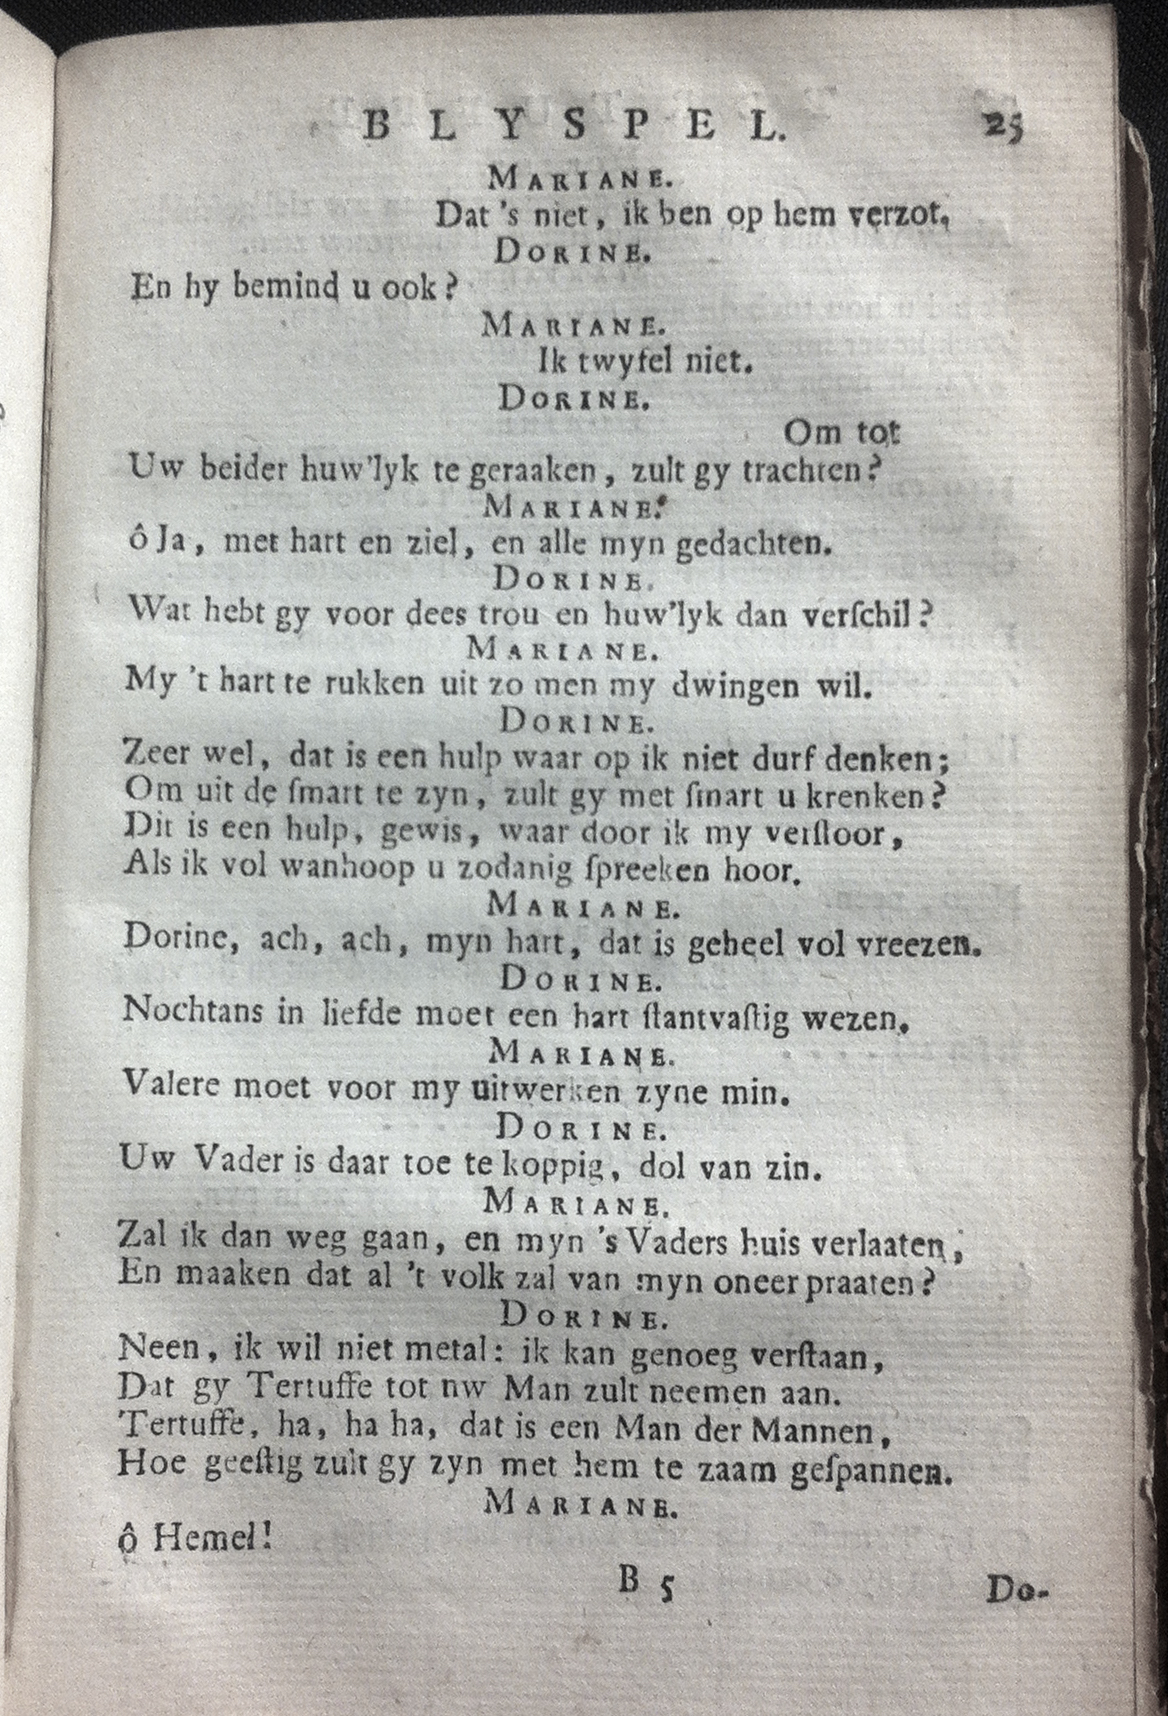 BLYSPEL. 25
MARIANE.
Dat 's niet, ik ben op hem verzot,
DORINE.
En hy bemind u ook?
MARIANE.
Ik twyfel niet.
DORINE.
Om tot
Uw beider huw'lyk te geraaken, zult gy trachten?
MARIANE.
ô Ja, met hart en ziel, en alle myn gedachten.
DORINE.
Wat hebt gy voor dees trou en huw'lyk dan verſchil?
MARIANE.
My 't hart te rukken uit zo men my dwingen wil.
DORINE.
Zeer wel, dat is een hulp waar op ik niet durf denken;
Om uit de ſmart te zyn, zult gy met ſmart u krenken?
Dit is een hulp, gewis, waar door ik my verſtoor,
Als ik vol wanhoop u zodanig ſpreeken hoor.
MARIANE.
Dorine, ach, ach, myn hart, dat is geheel vol vreezen.
DORINE.
Nochtans in liefde moet een hart ſtantvaſtig wezen.
MARIANE.
Valere moet voor my uitwerken zyne min.
DORINE.
Uw Vader is daar toe te koppig, dol van zin.
MARIANE.
Zal ik dan weg gaan, en myn 's Vaders huis verlaaten,
En maaken dat al 't volk zal van myn oneer praaten?
DORINE.
Neen, ik wil niet metal: ik kan genoeg verſtaan,
Dat gy Tertuffe tot nw Man zult neemen aan.
Tertuffe, ha, ha ha, dat is een Man der Mannen,
Hoe geeſtig zult gy zyn met hem te zaam geſpannen.
MARIANE.
ô Hemel!
B 5 Do-